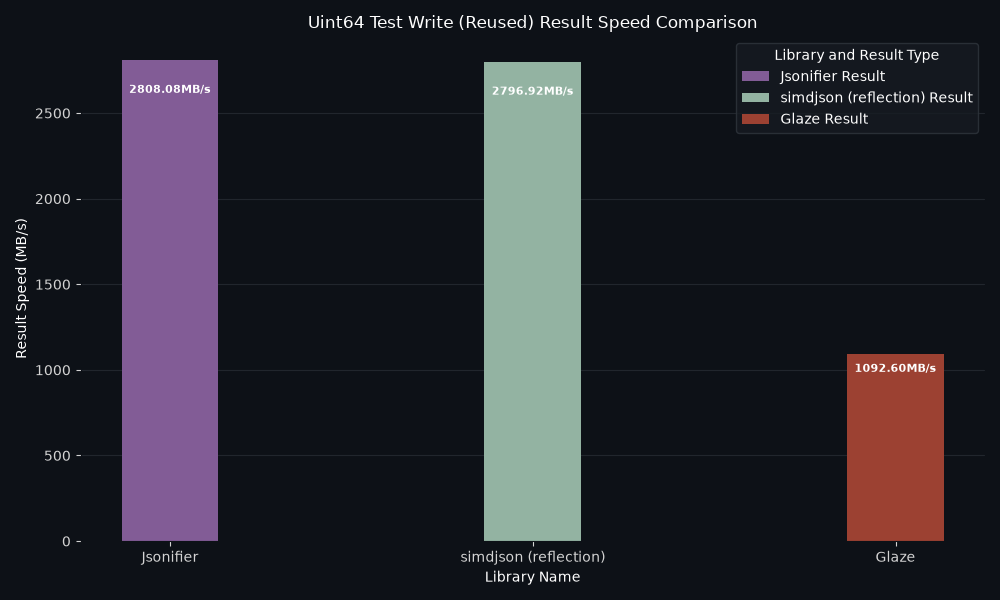 Uint64 Test Write (Reused) Result Speed Comparison
Library and Result Type
Jsonifier Result
simdjson (reflection) Result
Glaze Result
2808.08MB/s
2796.92MB/s
1092.60MB/s
Result Speed (MB/s)
2500
2000
1500
1000
500
0
Jsonifier
simdjson (reflection)
Glaze
Library Name